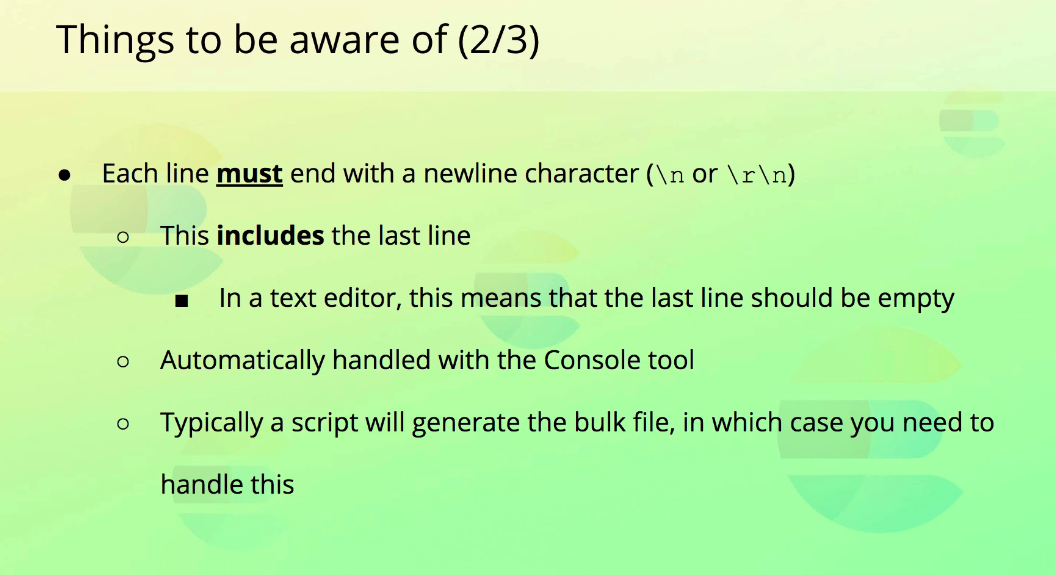 Things to be aware of (2/3)
● Each line must end with a newline character (\n or \r\n)
○ This includes the last line
■ In a text editor, this means that the last line should be empty
○ Automatically handled with the Console tool
○ Typically a script will generate the bulk file, in which case you need to
handle this